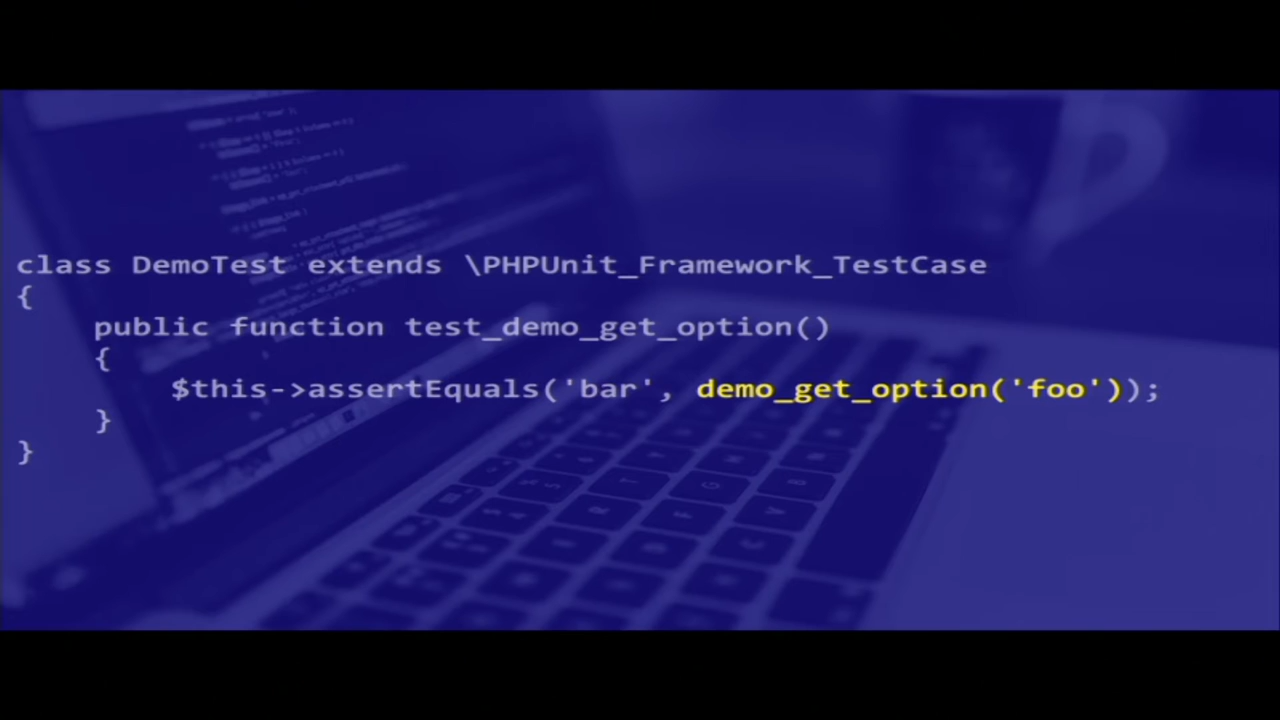 class DemoTest extends \PHPUnit_Framework_TestCase
{
    public function test_demo_get_option()
    {
        $this->assertEquals('bar', demo_get_option('foo'));
    }
}